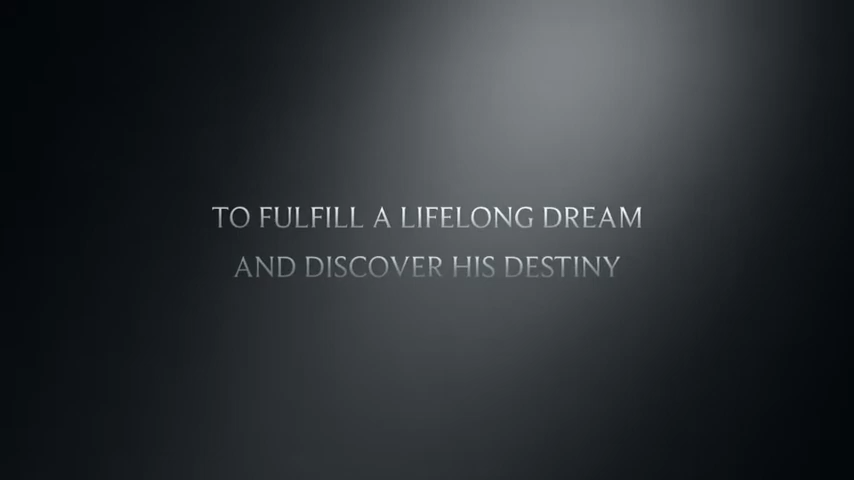 TO FULFILL A LIFELONG DREAM
AND DISCOVER HIS DESTINY